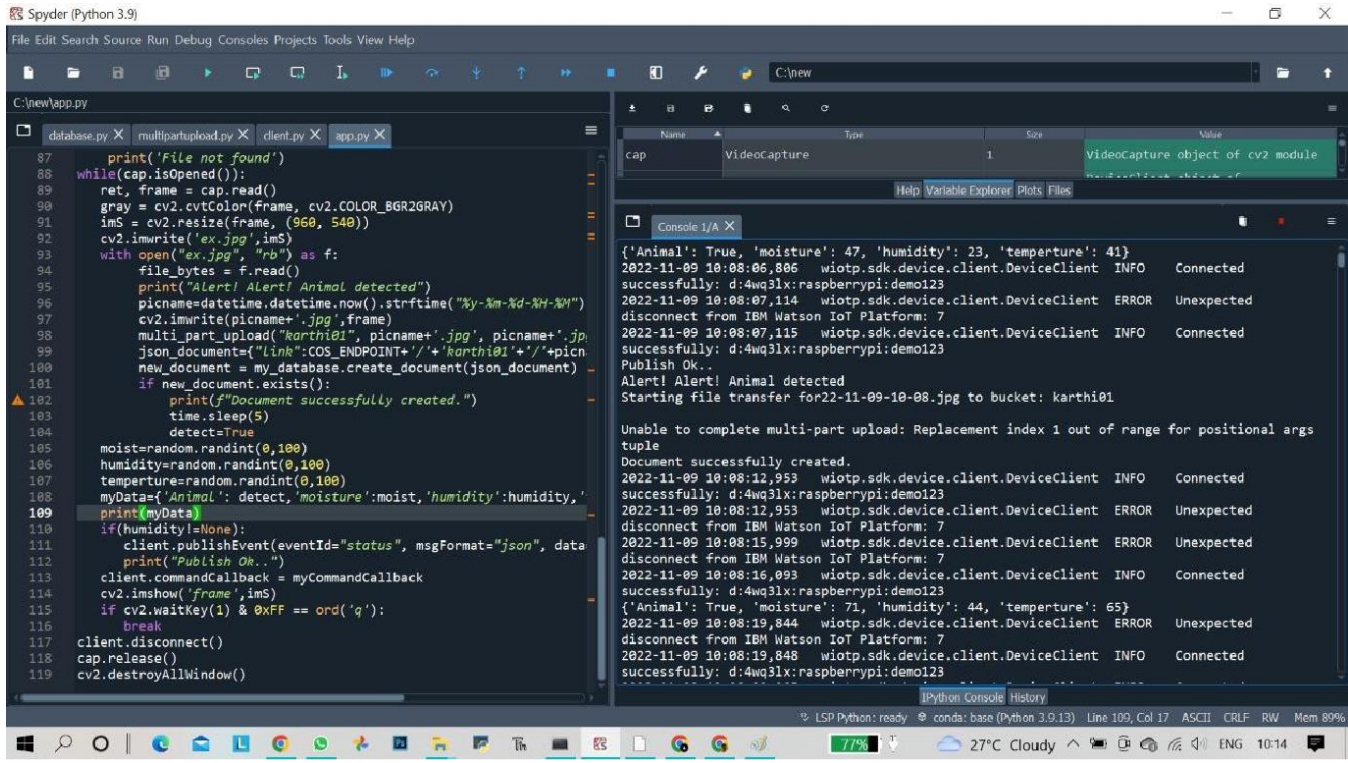 Spyder (Python 3.9)
File Edit Search Source Run Debug Consoles Projects Tools View Help
C:\new
C:\new\app.py
database.py X multipartupload.py X client.py X app.py X
87 print('File not found')
88 while(cap.isOpened()):
89 ret, frame = cap.read()
90 gray = cv2.cvtColor(frame, cv2.COLOR_BGR2GRAY)
91 imS = cv2.resize(frame, (960, 540))
92 cv2.imwrite('ex.jpg',imS)
93 with open("ex.jpg", "rb") as f:
94 file_bytes = f.read()
95 print("Alert! Alert! Animal detected")
96 picname=datetime.datetime.now().strftime("%y-%m-%d-%H-%M")
97 cv2.imwrite(picname+'.jpg',frame)
98 multi_part_upload("karthi01", picname+'.jpg', picname+'.jp
99 json_document={"link":COS_ENDPOINT+'/'+'karthi01'+'/'+picn
100 new_document = my_database.create_document(json_document)
101 if new_document.exists():
102 print(f"Document successfully created.")
103 time.sleep(5)
104 detect=True
105 moist=random.randint(0,100)
106 humidity=random.randint(0,100)
107 temperture=random.randint(0,100)
108 myData={'Animal': detect,'moisture':moist,'humidity':humidity,'
109 print(myData)
110 if(humidity!=None):
111 client.publishEvent(eventId="status", msgFormat="json", data
112 print("Publish Ok..")
113 client.commandCallback = myCommandCallback
114 cv2.imshow('frame',imS)
115 if cv2.waitKey(1) & 0xFF == ord('q'):
116 break
117 client.disconnect()
118 cap.release()
119 cv2.destroyAllWindow()
Name Type Size Value
cap VideoCapture 1 VideoCapture object of cv2 module
Help Variable Explorer Plots Files
Console 1/A X
{'Animal': True, 'moisture': 47, 'humidity': 23, 'temperture': 41}
2022-11-09 10:08:06,806 wiotp.sdk.device.client.DeviceClient INFO Connected
successfully: d:4wq3lx:raspberrypi:demo123
2022-11-09 10:08:07,114 wiotp.sdk.device.client.DeviceClient ERROR Unexpected
disconnect from IBM Watson IoT Platform: 7
2022-11-09 10:08:07,115 wiotp.sdk.device.client.DeviceClient INFO Connected
successfully: d:4wq3lx:raspberrypi:demo123
Publish Ok..
Alert! Alert! Animal detected
Starting file transfer for22-11-09-10-08.jpg to bucket: karthi01
Unable to complete multi-part upload: Replacement index 1 out of range for positional args
tuple
Document successfully created.
2022-11-09 10:08:12,953 wiotp.sdk.device.client.DeviceClient INFO Connected
successfully: d:4wq3lx:raspberrypi:demo123
2022-11-09 10:08:12,953 wiotp.sdk.device.client.DeviceClient ERROR Unexpected
disconnect from IBM Watson IoT Platform: 7
2022-11-09 10:08:15,999 wiotp.sdk.device.client.DeviceClient ERROR Unexpected
disconnect from IBM Watson IoT Platform: 7
2022-11-09 10:08:16,093 wiotp.sdk.device.client.DeviceClient INFO Connected
successfully: d:4wq3lx:raspberrypi:demo123
{'Animal': True, 'moisture': 71, 'humidity': 44, 'temperture': 65}
2022-11-09 10:08:19,844 wiotp.sdk.device.client.DeviceClient ERROR Unexpected
disconnect from IBM Watson IoT Platform: 7
2022-11-09 10:08:19,848 wiotp.sdk.device.client.DeviceClient INFO Connected
successfully: d:4wq3lx:raspberrypi:demo123
IPython Console History
LSP Python: ready conda: base (Python 3.9.13) Line 109, Col 17 ASCII CRLF RW Mem 89%
77% 27°C Cloudy ENG 10:14